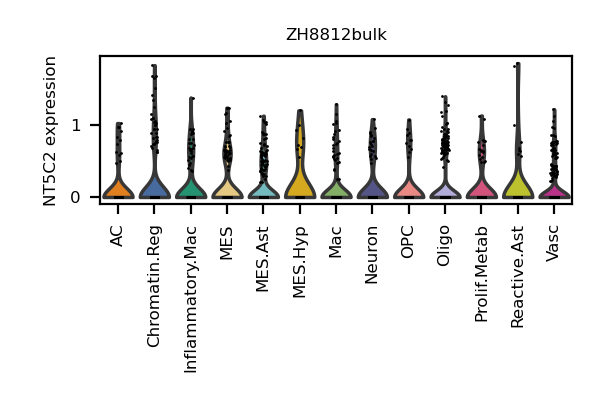 ZH8812bulk
NT5C2 expression
1
0
AC
Chromatin.Reg
Inflammatory.Mac
MES
MES.Ast
MES.Hyp
Mac
Neuron
OPC
Oligo
Prolif.Metab
Reactive.Ast
Vasc